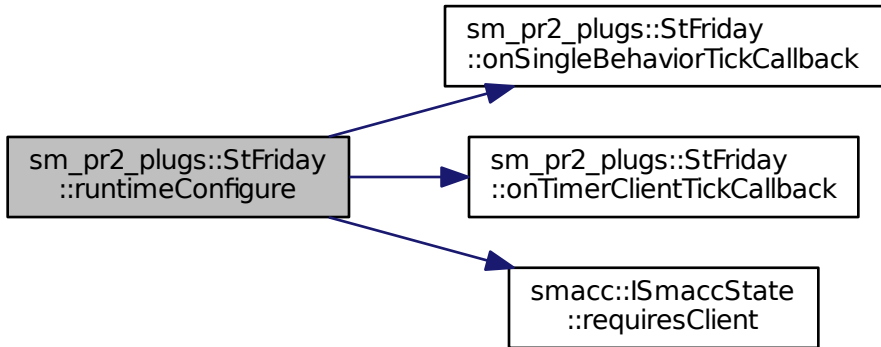 sm_pr2_plugs::StFriday
::runtimeConfigure
sm_pr2_plugs::StFriday
::onSingleBehaviorTickCallback
sm_pr2_plugs::StFriday
::onTimerClientTickCallback
smacc::ISmaccState
::requiresClient